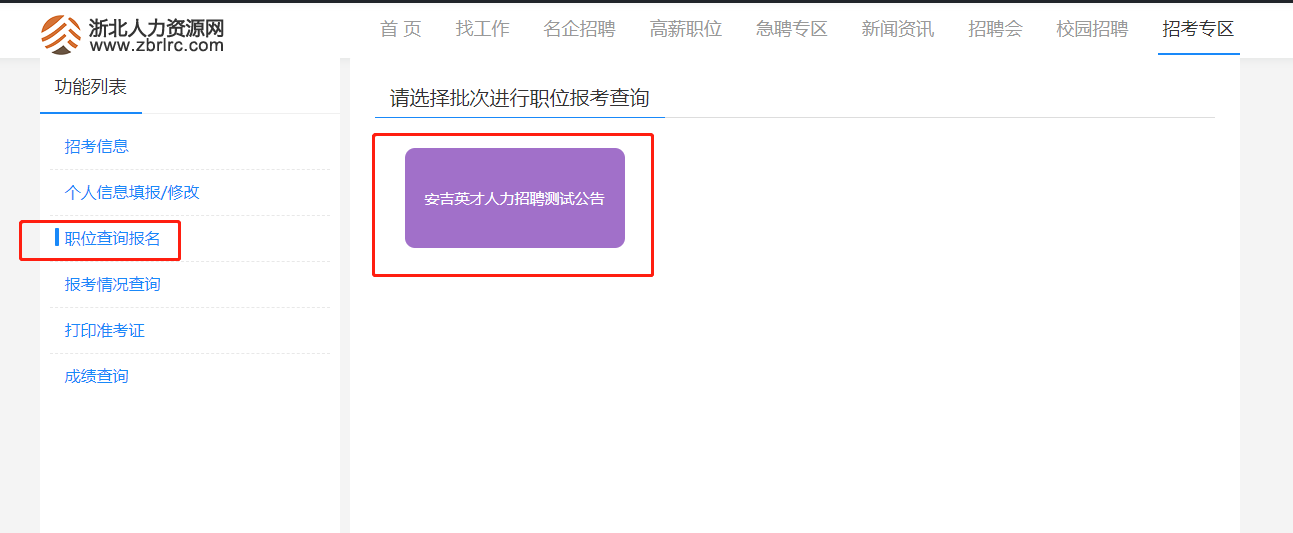 浙北人力资源网
www.zbrlrc.com
首 页 找工作 名企招聘 高薪职位 急聘专区 新闻资讯 招聘会 校园招聘 招考专区
功能列表
请选择批次进行职位报考查询
招考信息
个人信息填报/修改
安吉英才人力招聘测试公告
职位查询报名
报考情况查询
打印准考证
成绩查询